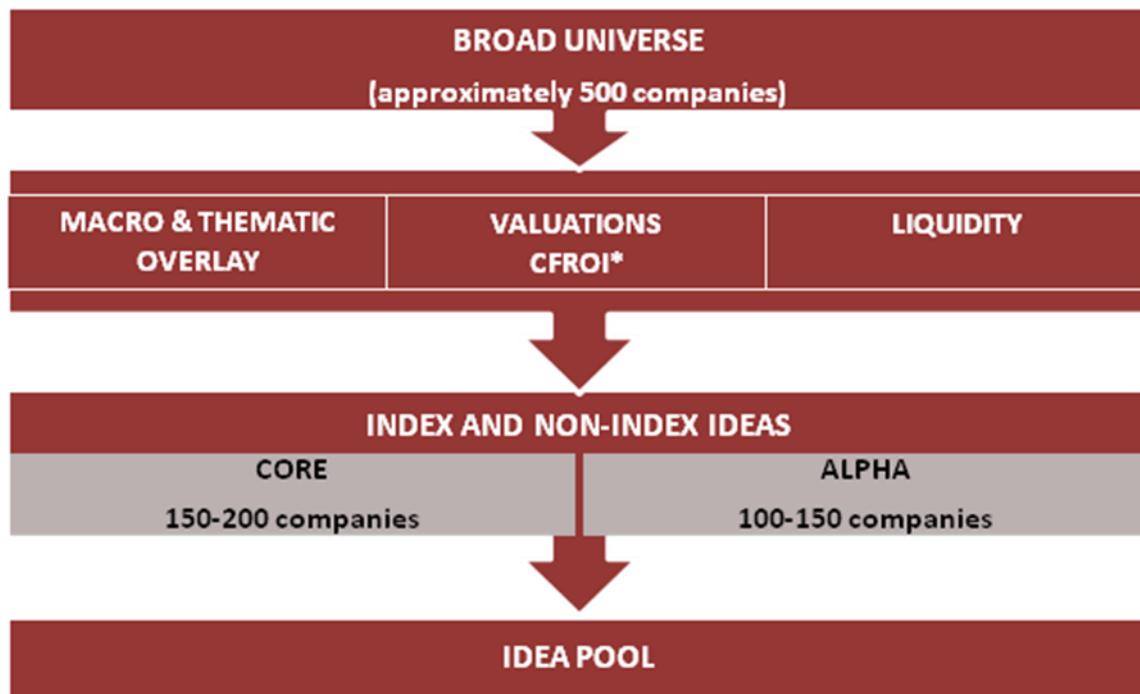 BROAD UNIVERSE
(approximately 500 companies)
MACRO & THEMATIC
OVERLAY
VALUATIONS
CFROI*
LIQUIDITY
INDEX AND NON-INDEX IDEAS
CORE
150-200 companies
ALPHA
100-150 companies
IDEA POOL